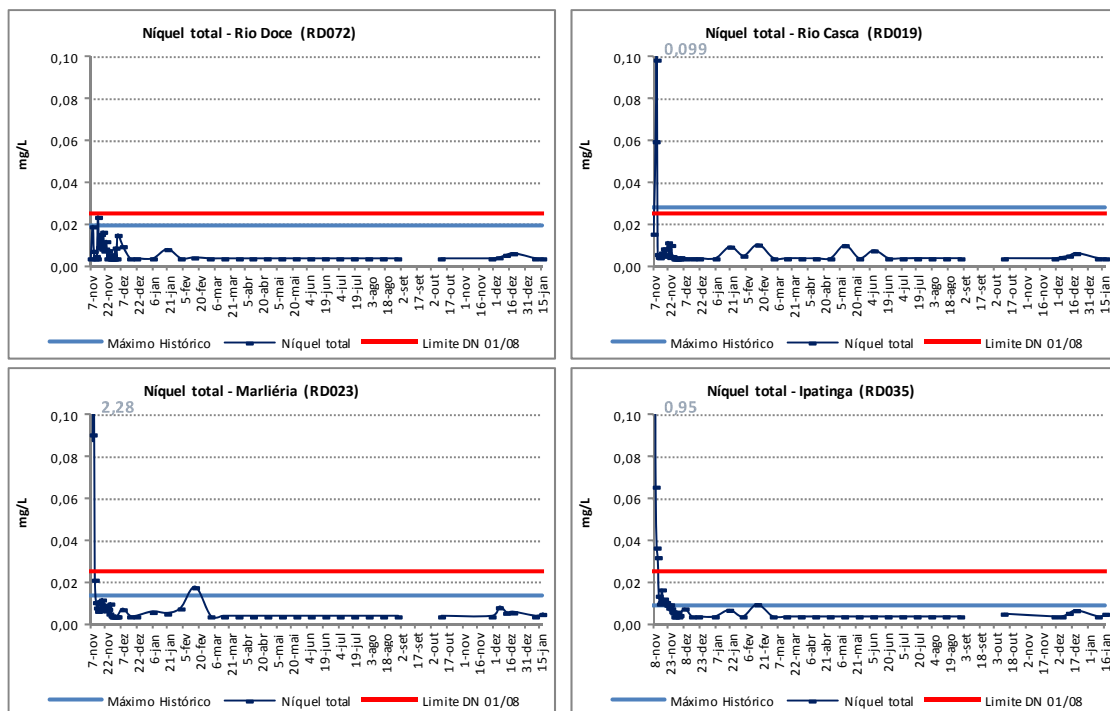 Níquel total - Rio Doce (RD072)
0,10
0,08
0,06
0,04
0,02
0,00
mg/L
7-nov
22-nov
7-dez
22-dez
6-jan
21-jan
5-fev
20-fev
6-mar
21-mar
5-abr
20-abr
5-mai
20-mai
4-jun
19-jun
4-jul
19-jul
3-ago
18-ago
2-set
17-set
2-out
17-out
1-nov
16-nov
1-dez
16-dez
31-dez
15-jan
Máximo Histórico
Níquel total
Limite DN 01/08
Níquel total - Rio Casca (RD019)
0,099
0,10
0,08
0,06
0,04
0,02
0,00
mg/L
7-nov
22-nov
7-dez
22-dez
6-jan
21-jan
5-fev
20-fev
6-mar
21-mar
5-abr
20-abr
5-mai
20-mai
4-jun
19-jun
4-jul
19-jul
3-ago
18-ago
2-set
17-set
2-out
17-out
1-nov
16-nov
1-dez
16-dez
31-dez
15-jan
Máximo Histórico
Níquel total
Limite DN 01/08
Níquel total - Marliéria (RD023)
2,28
0,10
0,08
0,06
0,04
0,02
0,00
mg/L
7-nov
22-nov
7-dez
22-dez
6-jan
21-jan
5-fev
20-fev
6-mar
21-mar
5-abr
20-abr
5-mai
20-mai
4-jun
19-jun
4-jul
19-jul
3-ago
18-ago
2-set
17-set
2-out
17-out
1-nov
16-nov
1-dez
16-dez
31-dez
15-jan
Máximo Histórico
Níquel total
Limite DN 01/08
Níquel total - Ipatinga (RD035)
0,95
0,10
0,08
0,06
0,04
0,02
0,00
mg/L
8-nov
23-nov
8-dez
23-dez
7-jan
22-jan
6-fev
21-fev
7-mar
22-mar
6-abr
21-abr
6-mai
21-mai
5-jun
20-jun
5-jul
20-jul
4-ago
19-ago
3-set
18-set
3-out
18-out
2-nov
17-nov
2-dez
17-dez
1-jan
16-jan
Máximo Histórico
Níquel total
Limite DN 01/08